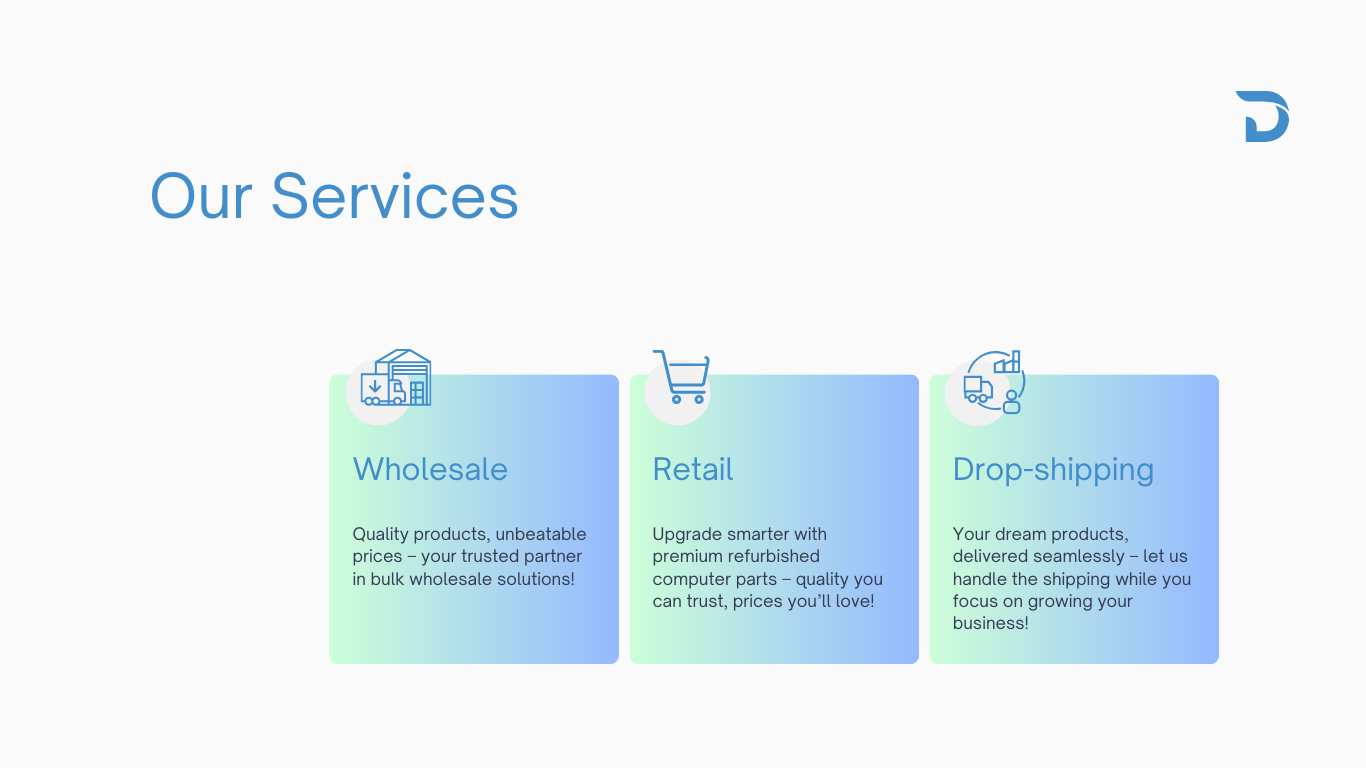 Our Services
Wholesale
Quality products, unbeatable
prices – your trusted partner
in bulk wholesale solutions!
Retail
Upgrade smarter with
premium refurbished
computer parts – quality you
can trust, prices you’ll love!
Drop-shipping
Your dream products,
delivered seamlessly – let us
handle the shipping while you
focus on growing your
business!